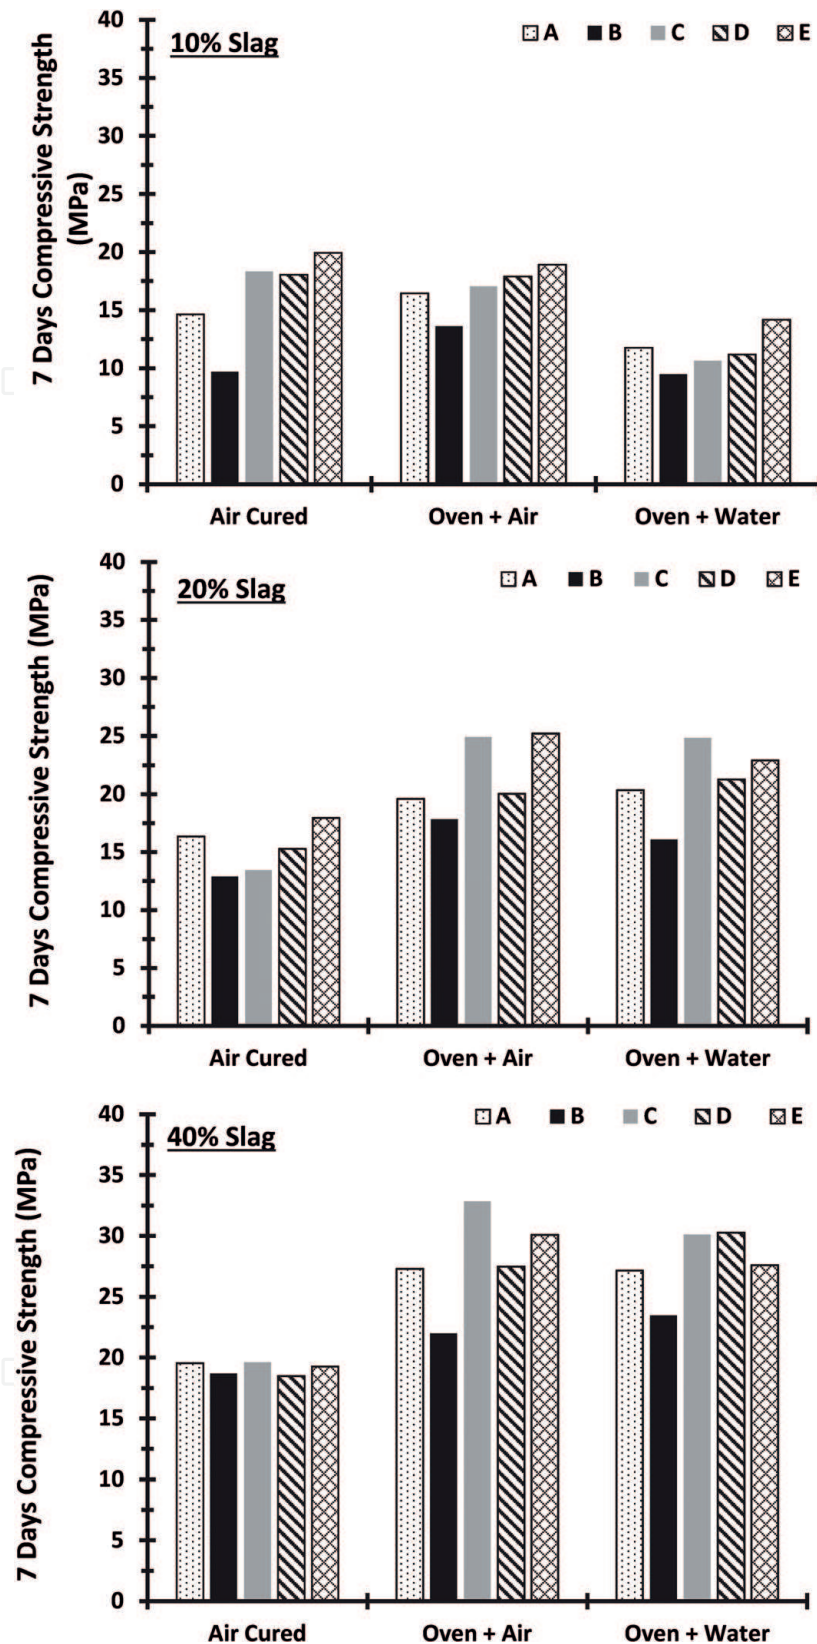 40
10% Slag
A B C D E
35
30
25
20
15
10
5
0
7 Days Compressive Strength
(MPa)
Air Cured Oven + Air Oven + Water
40
20% Slag
A B C D E
35
30
25
20
15
10
5
0
7 Days Compressive Strength (MPa)
Air Cured Oven + Air Oven + Water
40
40% Slag
A B C D E
35
30
25
20
15
10
5
0
7 Days Compressive Strength (MPa)
Air Cured Oven + Air Oven + Water